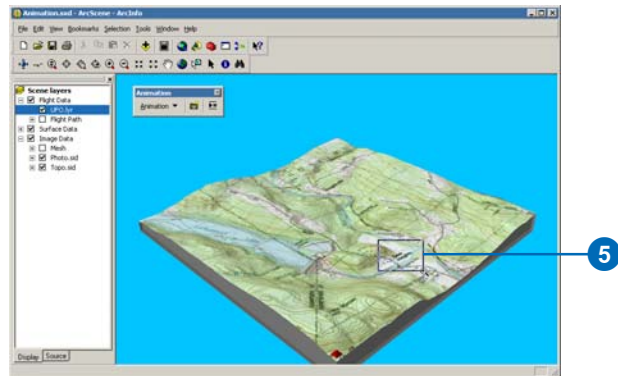 Animation.sxd - ArcScene - ArcInfo
File Edit View Bookmarks Selection Tools Window Help
Scene layers
Flight Data
UFO.lyr
Flight Path
Surface Data
Image Data
Mesh
Photo.sid
Topo.sid
Animation
Animation
5
Display Source